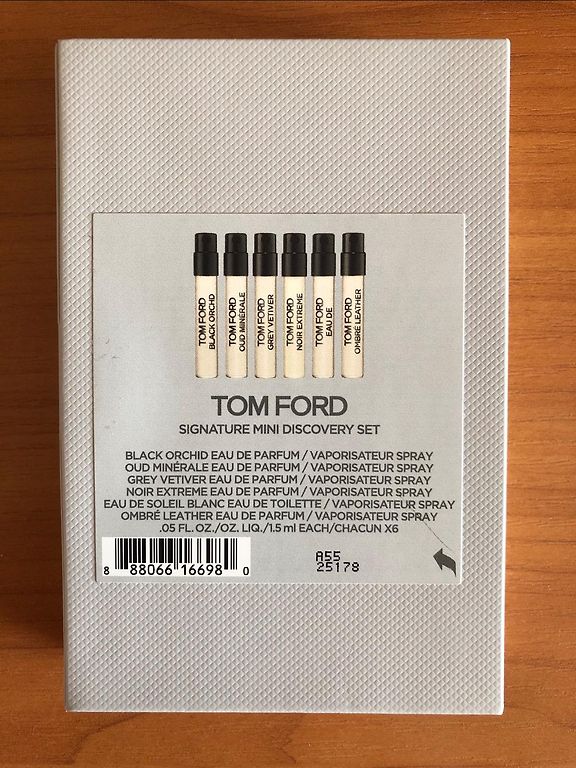 TOM FORD
BLACK ORCHID
TOM FORD
OUD MINÉRALE
TOM FORD
GREY VETIVER
TOM FORD
NOIR EXTREME
TOM FORD
EAU DE
TOM FORD
OMBRÉ LEATHER
TOM FORD
SIGNATURE MINI DISCOVERY SET
BLACK ORCHID EAU DE PARFUM / VAPORISATEUR SPRAY
OUD MINÉRALE EAU DE PARFUM / VAPORISATEUR SPRAY
GREY VETIVER EAU DE PARFUM / VAPORISATEUR SPRAY
NOIR EXTREME EAU DE PARFUM / VAPORISATEUR SPRAY
EAU DE SOLEIL BLANC EAU DE TOILETTE / VAPORISATEUR SPRAY
OMBRÉ LEATHER EAU DE PARFUM / VAPORISATEUR SPRAY
.05 FL. OZ./OZ. LIQ./1.5 ml EACH/CHACUN X6
8 88066 16698 0
A55
25178